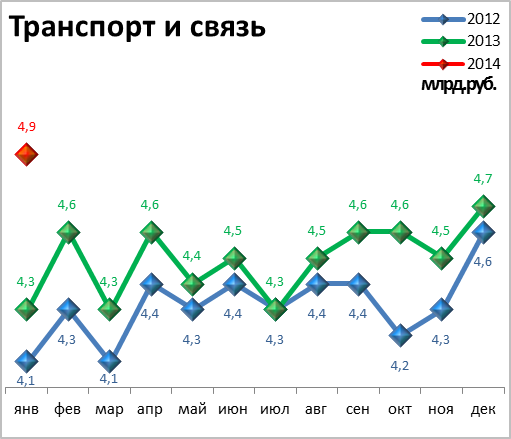 Транспорт и связь
2012
2013
2014
млрд.руб.
4,9
4,3 4,6 4,3 4,6 4,4 4,5 4,3 4,5 4,6 4,6 4,5 4,7
4,1 4,3 4,1 4,4 4,3 4,4 4,3 4,4 4,4 4,2 4,3 4,6
янв фев мар апр май июн июл авг сен окт ноя дек